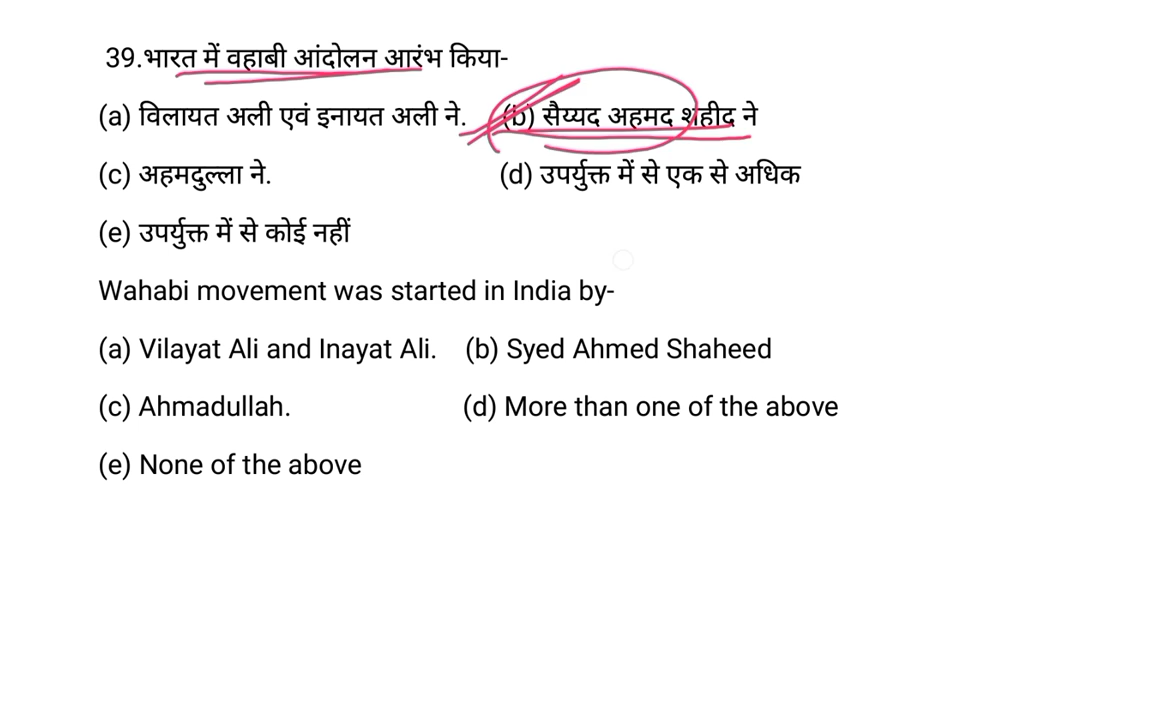 39.भारत में वहाबी आंदोलन आरंभ किया-
(a) विलायत अली एवं इनायत अली ने. (b) सैय्यद अहमद शहीद ने
(c) अहमदुल्ला ने. (d) उपर्युक्त में से एक से अधिक
(e) उपर्युक्त में से कोई नहीं
Wahabi movement was started in India by-
(a) Vilayat Ali and Inayat Ali. (b) Syed Ahmed Shaheed
(c) Ahmadullah. (d) More than one of the above
(e) None of the above